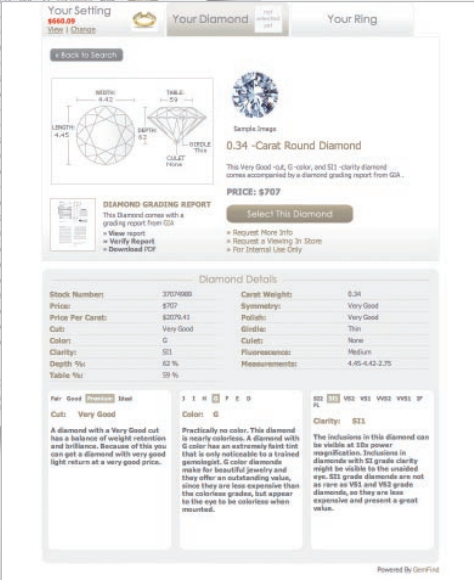 Your Setting
$660.09
View | Change
Your Diamond
not selected yet
Your Ring
« Back to Search
WIDTH: 4.42
TABLE: 59
LENGTH: 4.45
DEPTH: 62
GIRDLE Thin
CULET None
Sample Image
0.34 -Carat Round Diamond
This Very Good -cut, G -color, and SI1 -clarity diamond
comes accompanied by a diamond grading report from GIA .
PRICE: $707
Select This Diamond
» Request More Info
» Request a Viewing In Store
» For Internal Use Only
DIAMOND GRADING REPORT
This Diamond comes with a
grading report from GIA
» View report
» Verify Report
» Download PDF
Diamond Details
Stock Number: 37074989
Price: $707
Price Per Carat: $2079.41
Cut: Very Good
Color: G
Clarity: SI1
Depth %: 62 %
Table %: 59 %
Carat Weight: 0.34
Symmetry: Very Good
Polish: Very Good
Girdle: Thin
Culet: None
Fluorescence: Medium
Measurements: 4.45-4.42-2.75
Fair Good Premium Ideal
Cut: Very Good
A diamond with a Very Good cut
has a balance of weight retention
and brilliance. Because of this you
can get a diamond with very good
light return at a very good price.
J I H G F E D
Color: G
Practically no color. This diamond
is nearly colorless. A diamond with
G color has an extremely faint tint
that is only noticeable to a trained
gemologist. G color diamonds
make for beautiful jewelry and
they offer an outstanding value,
since they are less expensive than
the colorless grades, but appear
to the eye to be colorless when
mounted.
SI2 SI1 VS2 VS1 VVS2 VVS1 IF
FL
Clarity: SI1
The inclusions in this diamond can
be visible at 10x power
magnification. Inclusions in
diamonds with SI grade clarity
might be visible to the unaided
eye. SI1 grade diamonds are not
as rare as VS1 and VS2 grade
diamonds, so they are less
expensive and present a great
value.
Powered By GemFind